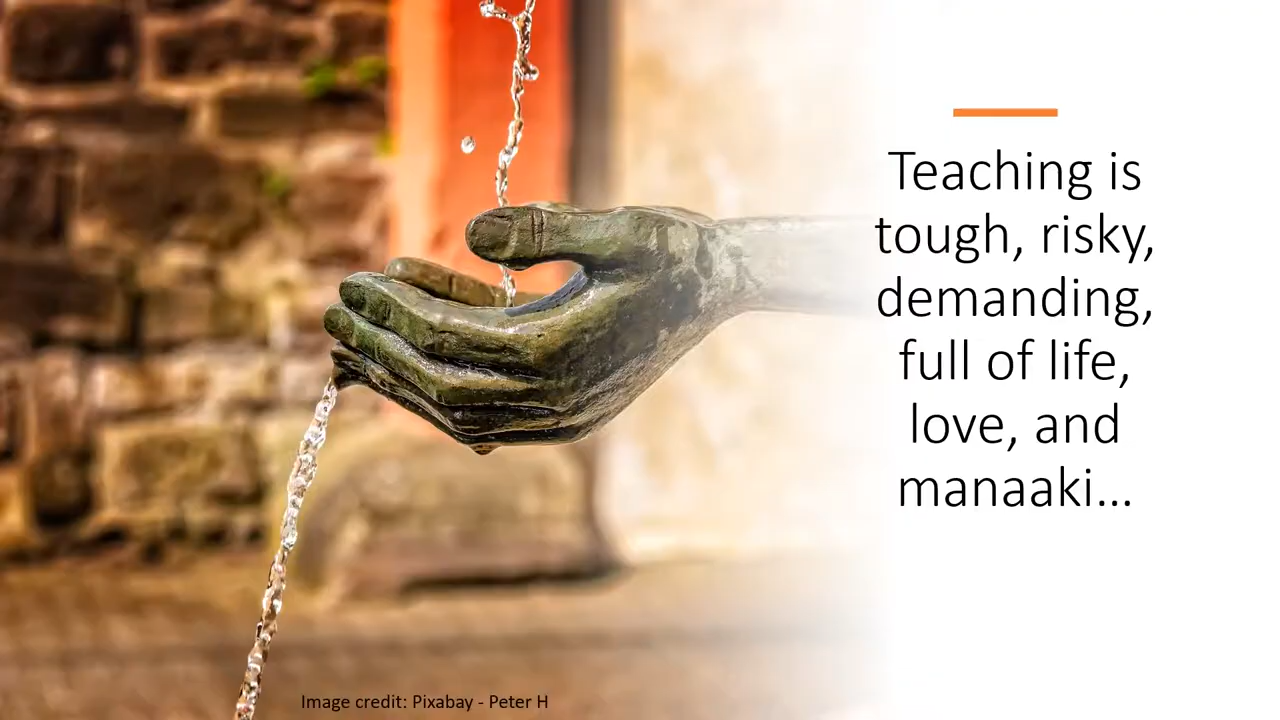 Teaching is
tough, risky,
demanding,
full of life,
love, and
manaaki...
Image credit: Pixabay - Peter H